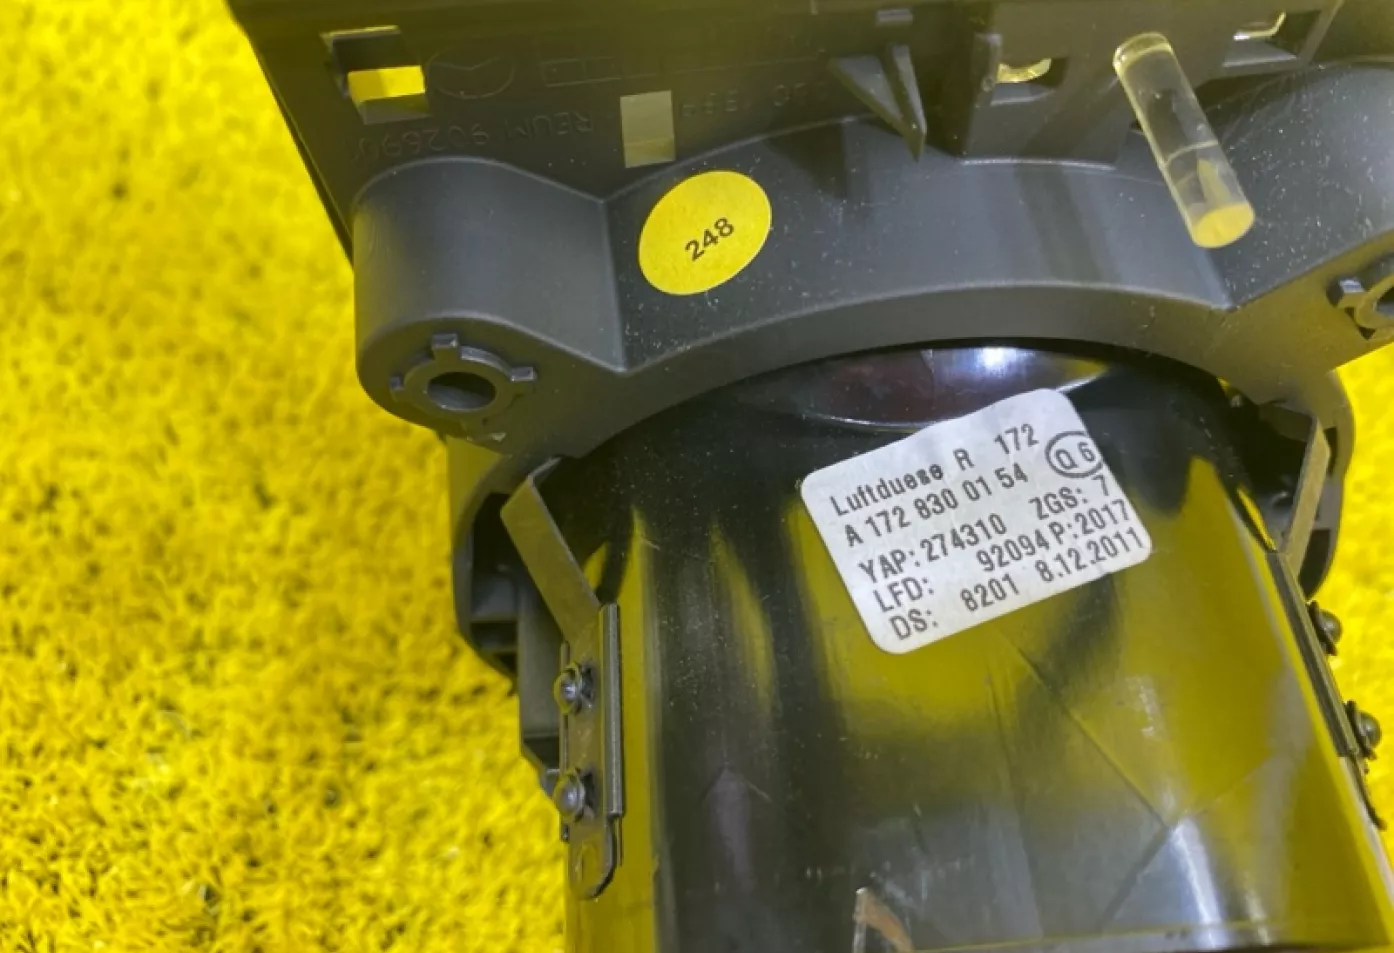 248
Luftduese R 172
A 172 830 01 54 Q 6
YAP: 274310 ZGS: 7
LFD: 92094 P: 2017
DS: 8201 8.12.2011